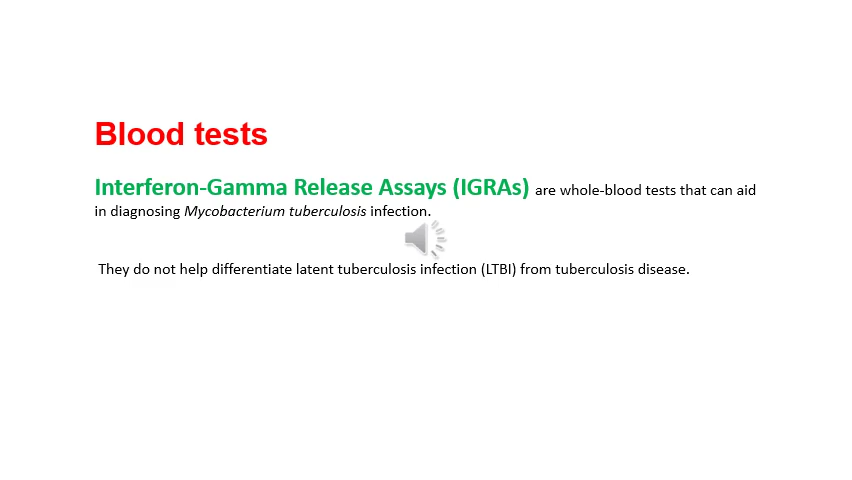 Blood tests
Interferon-Gamma Release Assays (IGRAs) are whole-blood tests that can aid
in diagnosing Mycobacterium tuberculosis infection.
They do not help differentiate latent tuberculosis infection (LTBI) from tuberculosis disease.